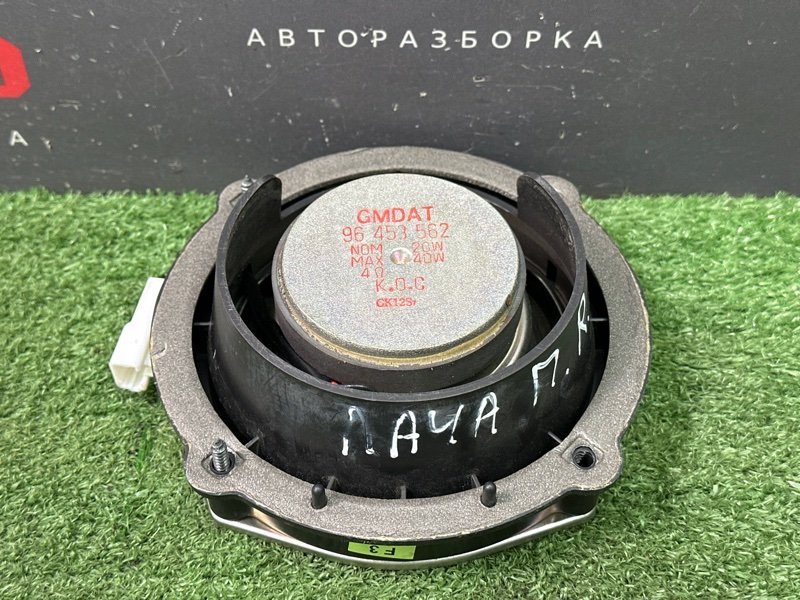 АВТОРАЗБОРКА
А
GMDAT
96 453 562
NOM 20W
MAX 40W
4Ω
K.O.C
ЛАЧА П.Я.
F3